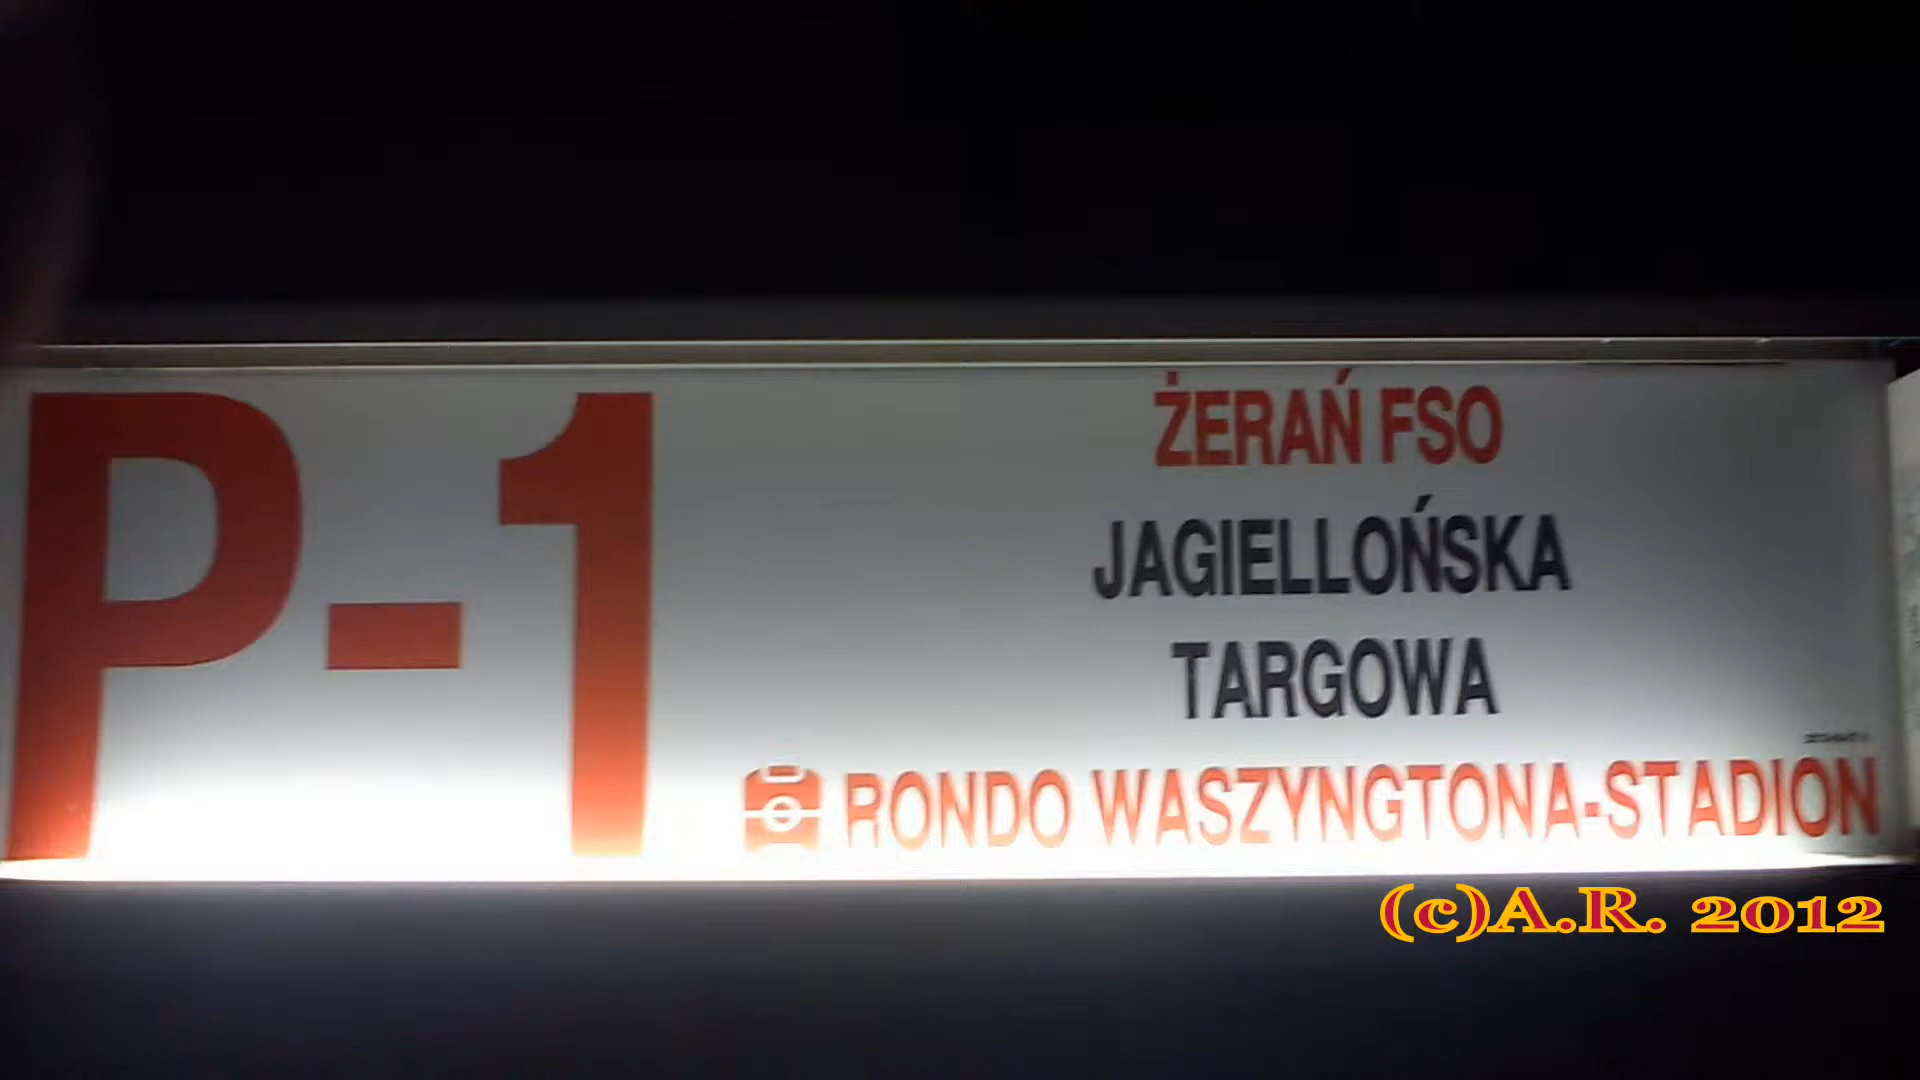 P-1
ŻERAŃ FSO
JAGIELLOŃSKA
TARGOWA
RONDO WASZYNGTONA-STADION
(c)A.R. 2012